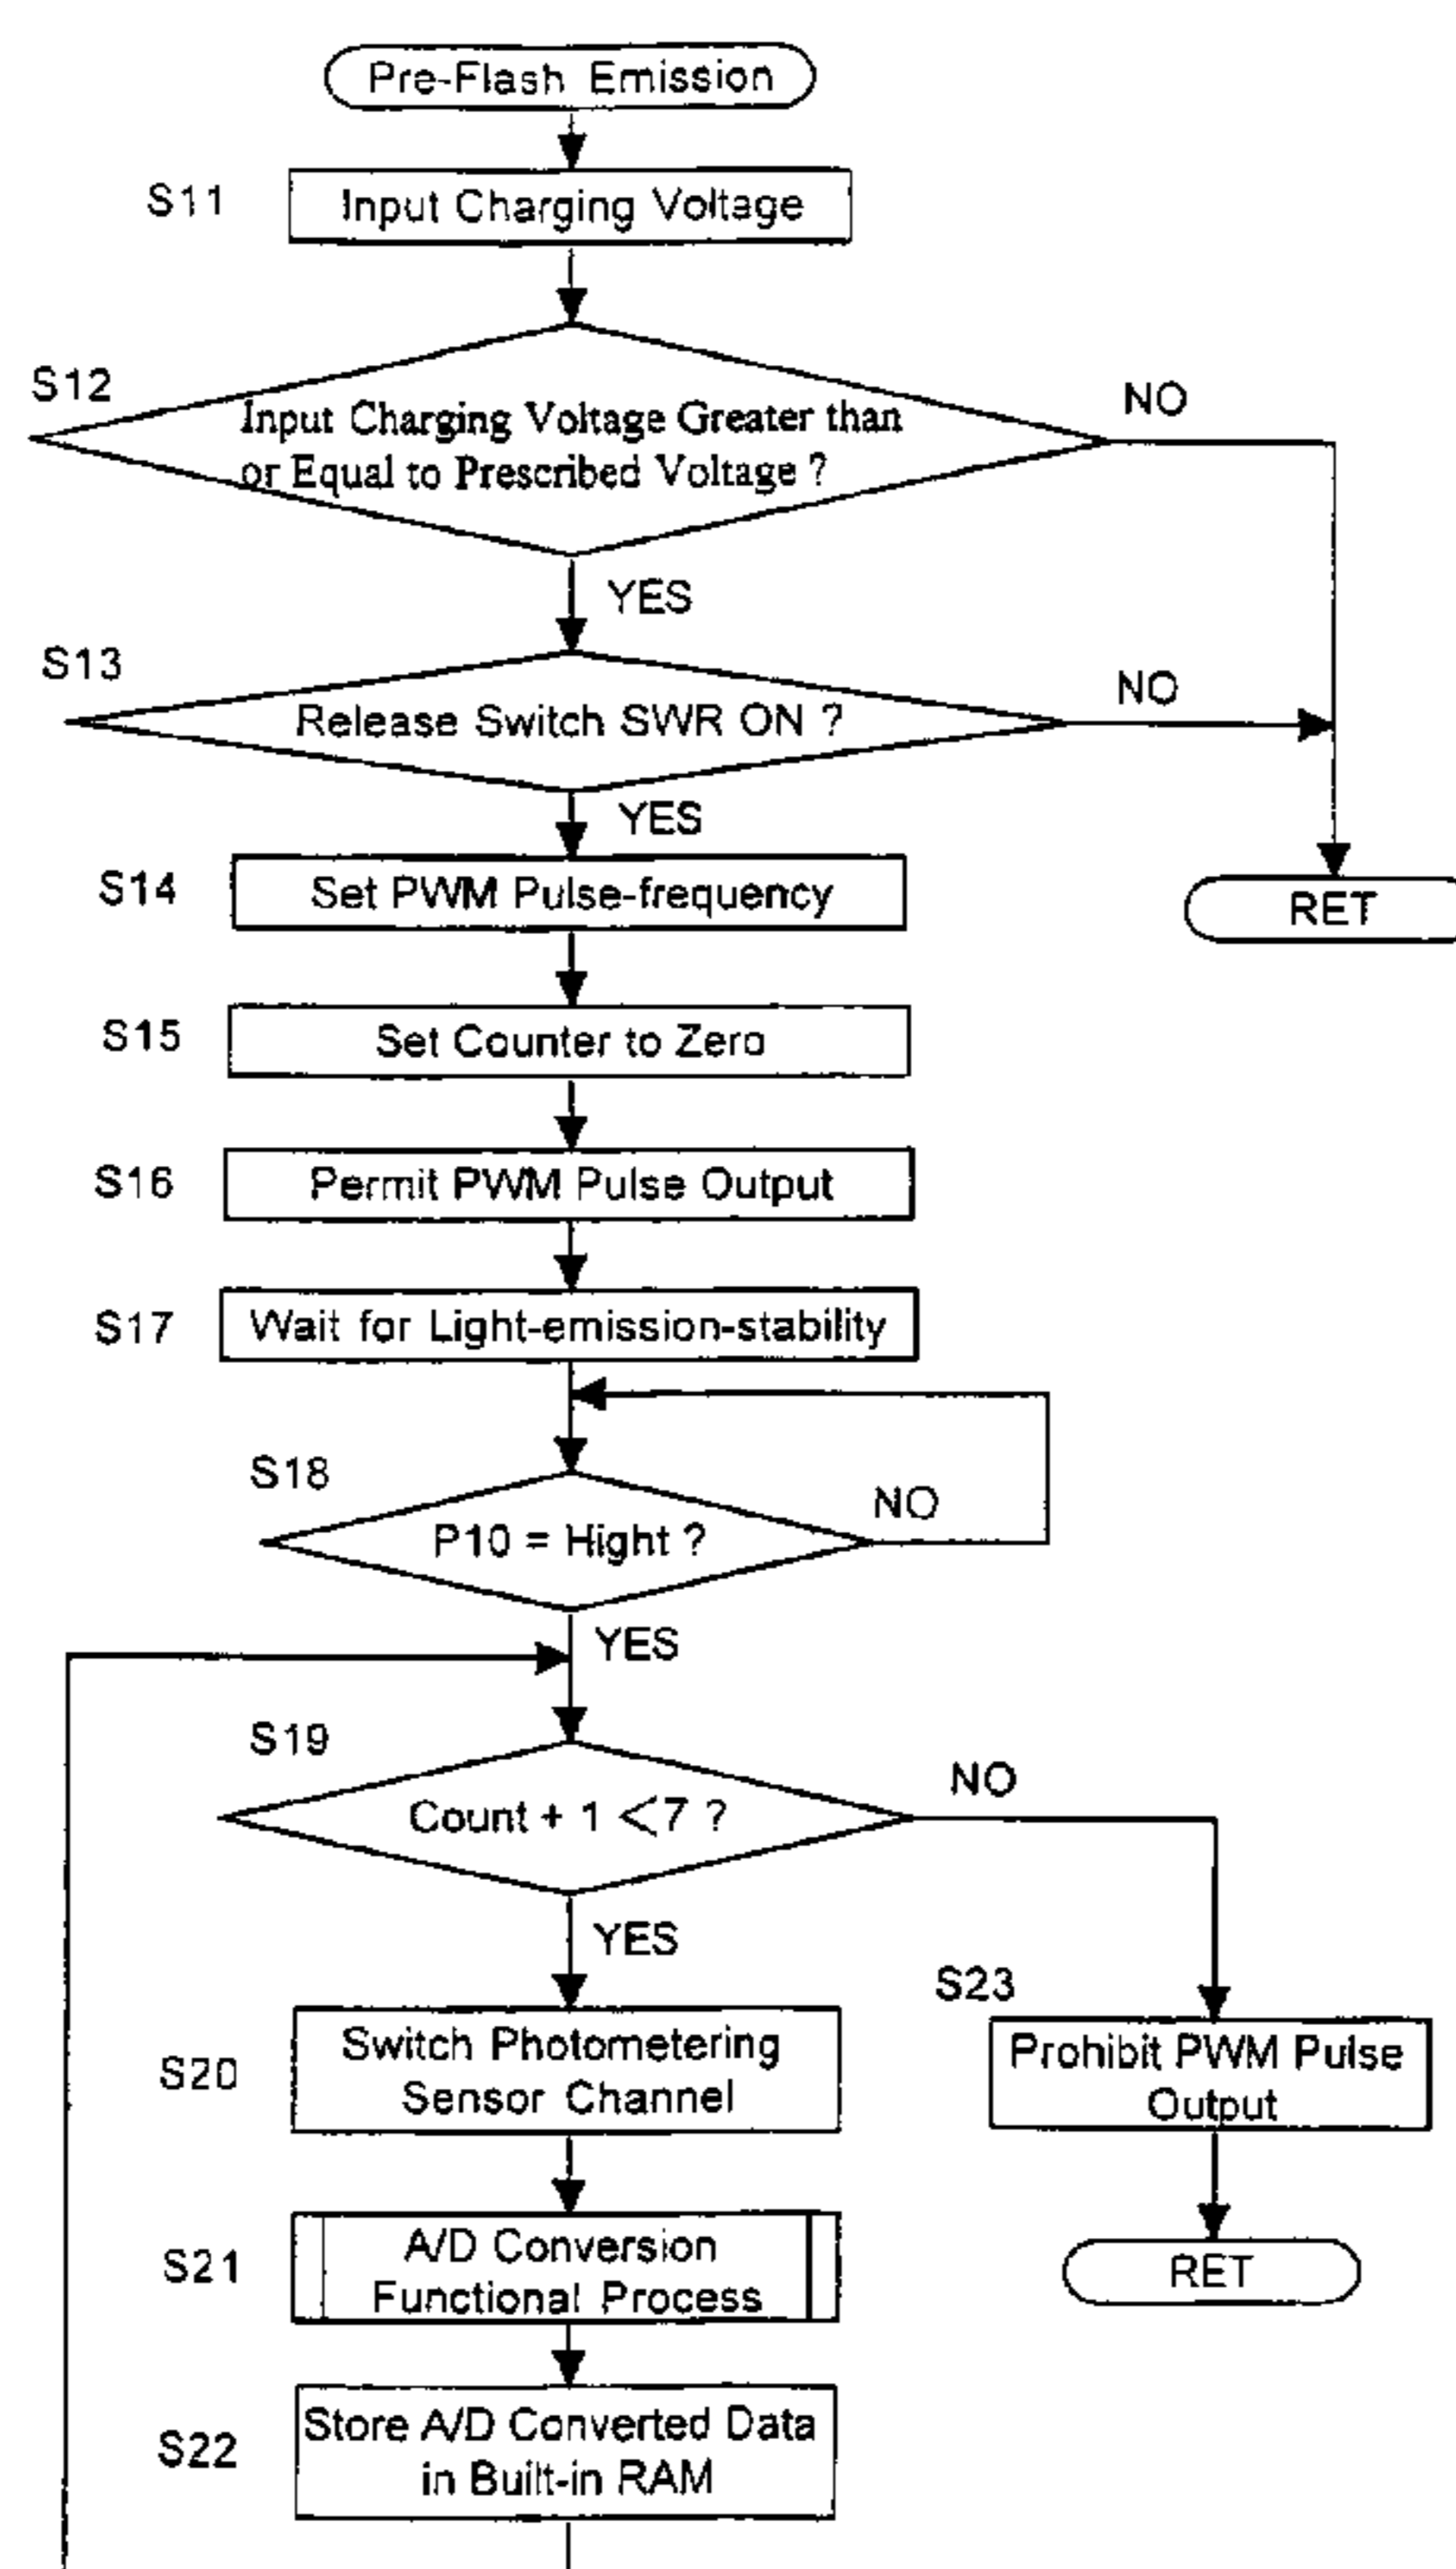 Pre-Flash Emission
S11
Input Charging Voltage
S12
Input Charging Voltage Greater than
or Equal to Prescribed Voltage ?
NO
YES
S13
Release Switch SWR ON ?
NO
YES
S14
Set PWM Pulse-frequency
RET
S15
Set Counter to Zero
S16
Permit PWM Pulse Output
S17
Wait for Light-emission-stability
S18
P10 = Hight ?
NO
YES
S19
Count + 1 <7 ?
NO
YES
S20
Switch Photometering
Sensor Channel
S23
Prohibit PWM Pulse
Output
S21
A/D Conversion
Functional Process
RET
S22
Store A/D Converted Data
in Built-in RAM